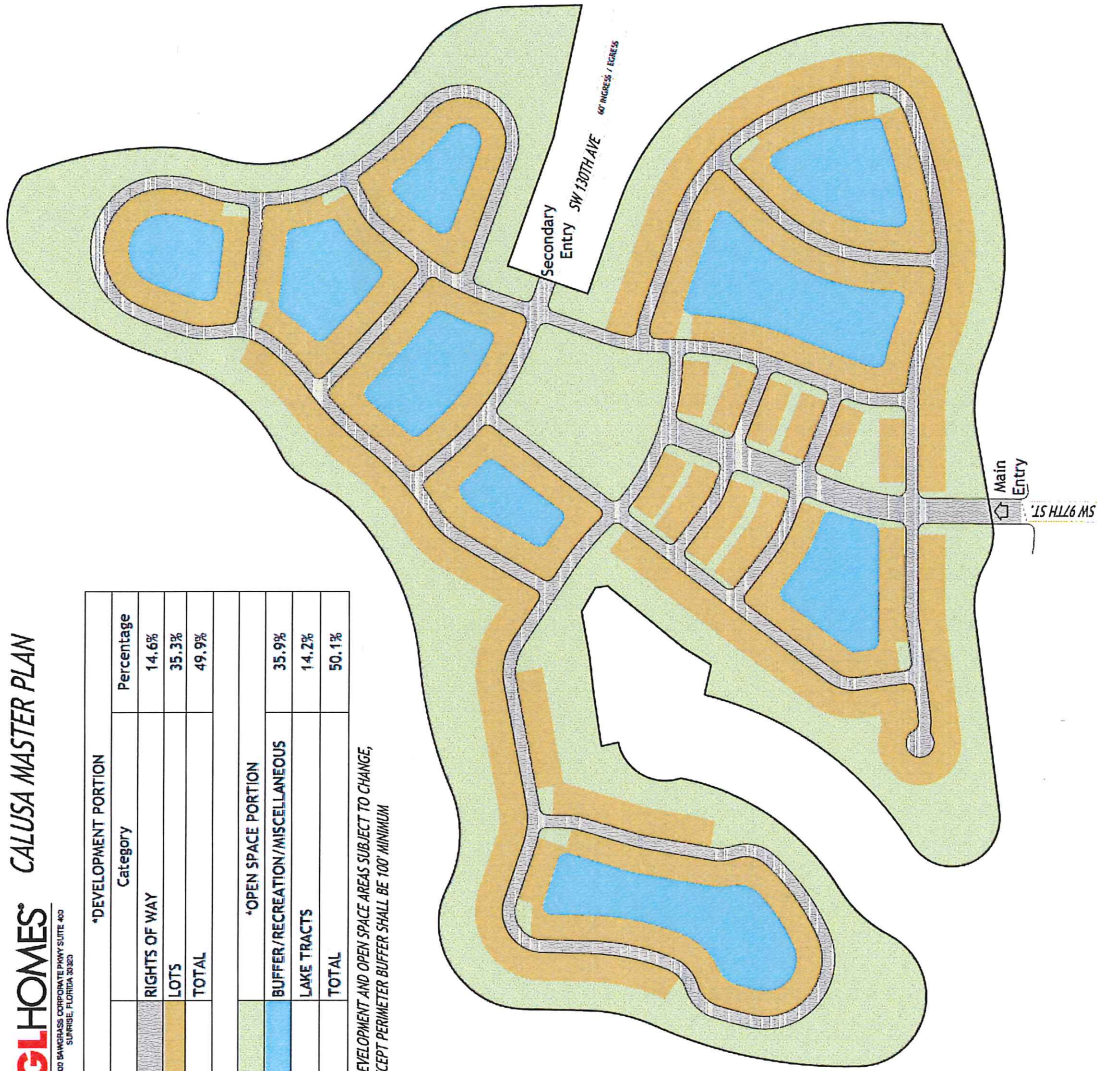 GLHOMES®
CALUSA MASTER PLAN
SAWGRASS CORPORATE PKWY SUITE 400
SUNRISE, FLORIDA
*DEVELOPMENT PORTION
Category Percentage
RIGHTS OF WAY 14.6%
LOTS 35.3%
TOTAL 49.9%
*OPEN SPACE PORTION
BUFFER/RECREATION/MISCELLANEOUS 35.9%
LAKE TRACTS 14.2%
TOTAL 50.1%
EVELOPMENT AND OPEN SPACE AREAS SUBJECT TO CHANGE,
CEPT PERIMETER BUFFER SHALL BE 100' MINIMUM
Secondary
Entry
SW 130TH AVE
60' INGRESS / EGRESS
Main
Entry
SW 97TH ST.